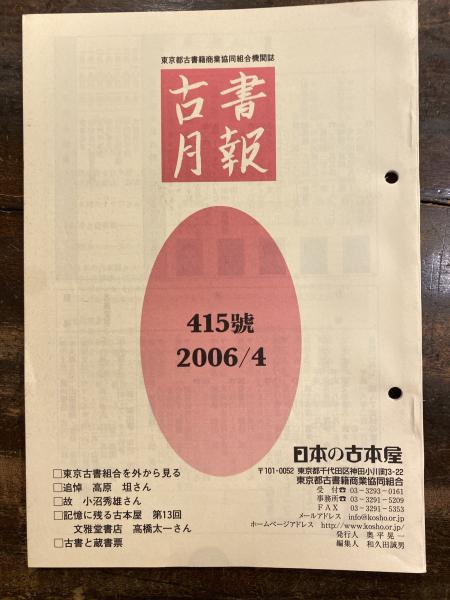 東京都古書籍商業協同組合機関誌
古書
月報
415號
2006/4
日本の古本屋
〒101-0052 東京都千代田区神田小川町3-22
東京都古書籍商業協同組合
受付☎ 03-3293-0161
事務所☎ 03-3291-5209
FAX 03-3291-5353
メールアドレス info@kosho.or.jp
ホームページアドレス http://www.kosho.or.jp/
発行人 奥平晃一
編集人 和久田誠男
□東京古書組合を外から見る
□追悼 高原 坦さん
□故 小沼秀雄さん
□記憶に残る古本屋 第13回
文雅堂書店 高橋太一さん
□古書と蔵書票